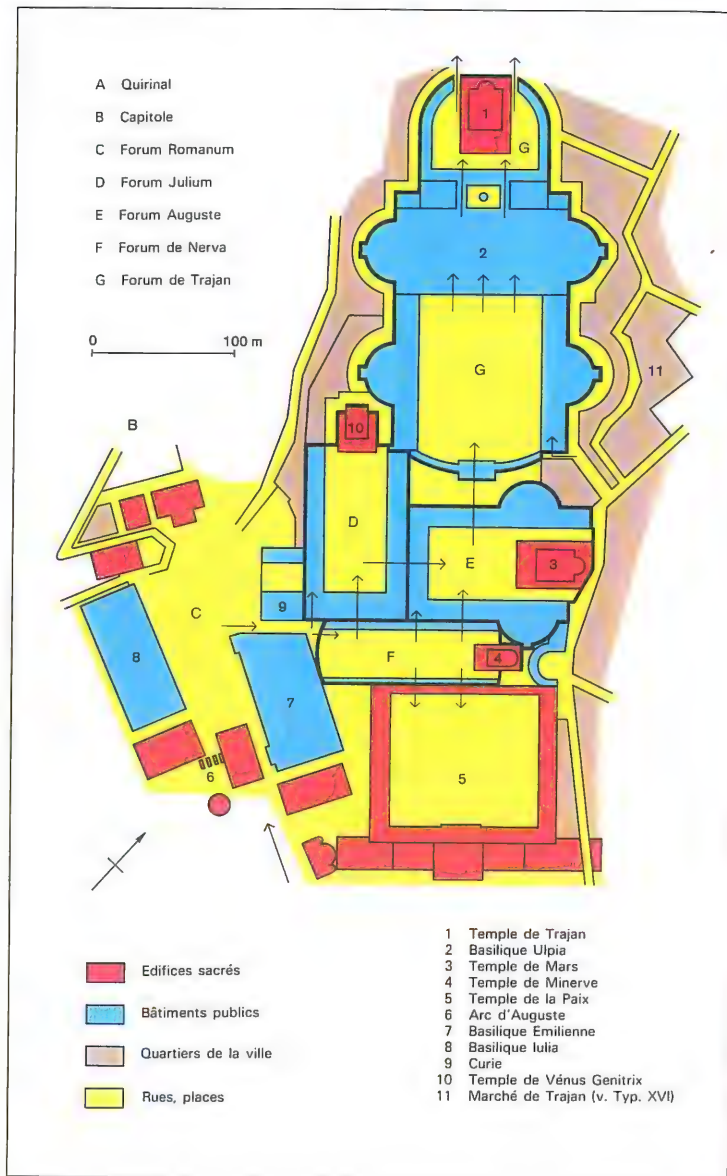 A Quirinal
B Capitole
C Forum Romanum
D Forum Julium
E Forum Auguste
F Forum de Nerva
G Forum de Trajan
0 100 m
1
G
2
G
11
10
B
D
E
3
C
9
F
4
8
7
6
5
Edifices sacrés
Bâtiments publics
Quartiers de la ville
Rues, places
1 Temple de Trajan
2 Basilique Ulpia
3 Temple de Mars
4 Temple de Minerve
5 Temple de la Paix
6 Arc d'Auguste
7 Basilique Emilienne
8 Basilique Iulia
9 Curie
10 Temple de Vénus Genitrix
11 Marché de Trajan (v. Typ. XVI)